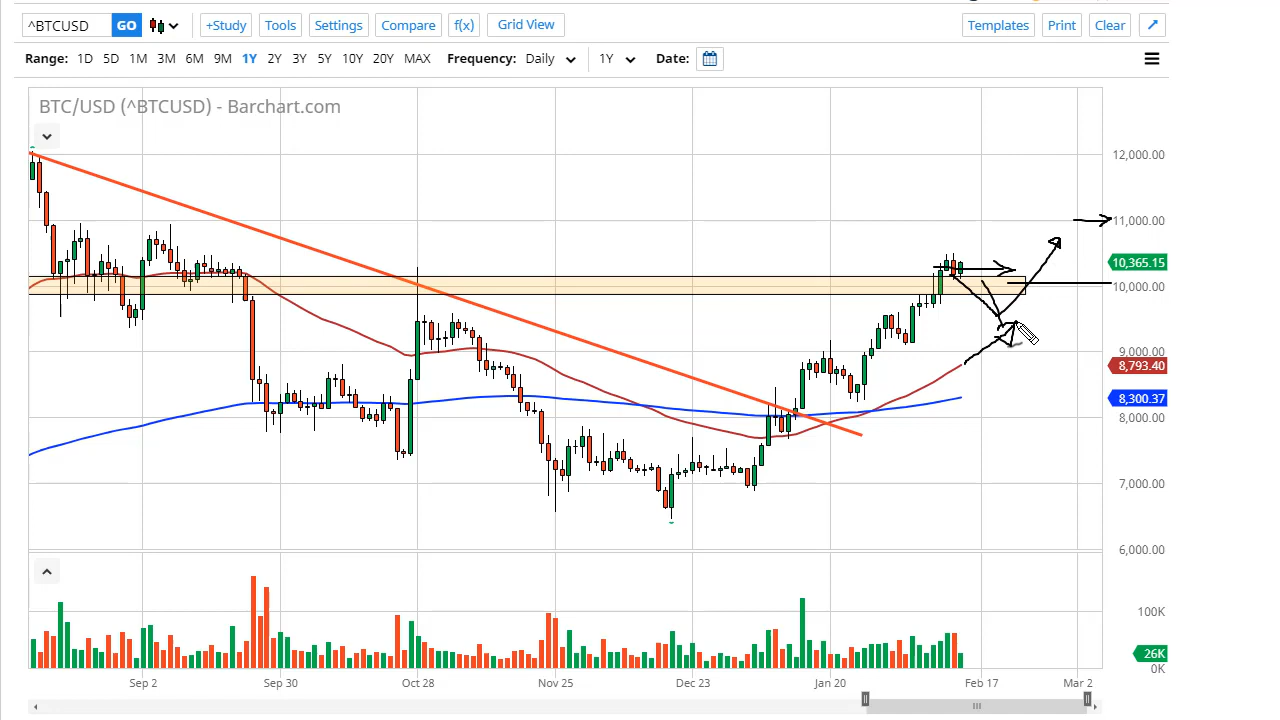 ^BTCUSD GO +Study Tools Settings Compare f(x) Grid View Templates Print Clear
Range: 1D 5D 1M 3M 6M 9M 1Y 2Y 3Y 5Y 10Y 20Y MAX Frequency: Daily 1Y Date:
BTC/USD (^BTCUSD) - Barchart.com
12,000.00
11,000.00
10,365.15
10,000.00
9,000.00
8,793.40
8,300.37
8,000.00
7,000.00
6,000.00
100K
26K
0K
Sep 2 Sep 30 Oct 28 Nov 25 Dec 23 Jan 20 Feb 17 Mar 2